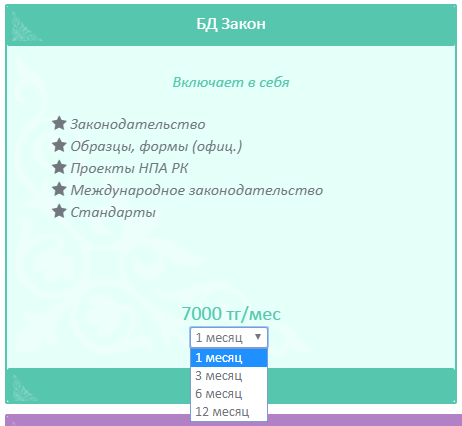 БД Закон
Включает в себя
Законодательство
Образцы, формы (офиц.)
Проекты НПА РК
Международное законодательство
Стандарты
7000 тг/мес
1 месяц
1 месяц
3 месяц
6 месяц
12 месяц